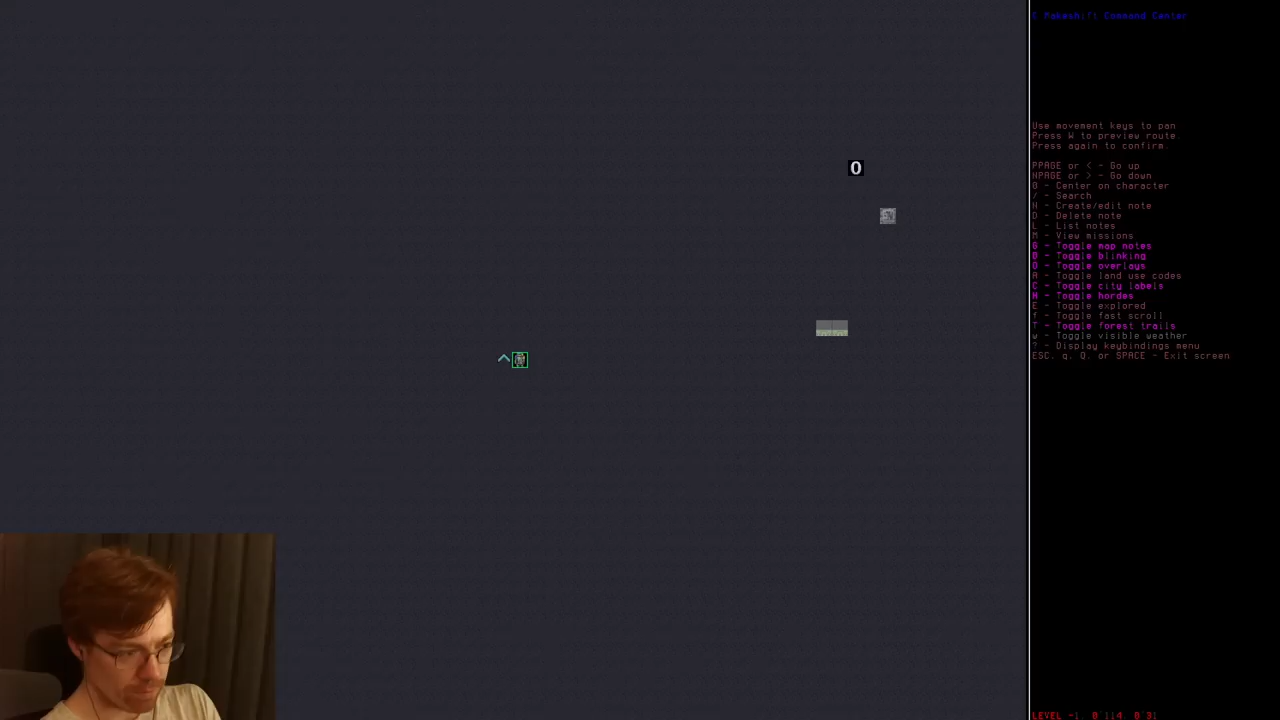 C Makeshift Command Center
Use movement keys to pan.
Press W to preview route.
Press again to confirm.
0
PPAGE or < - Go up
NPAGE or > - Go down
0 - Center on character
/ - Search
N - Create/edit note
D - Delete note
L - List notes
M - View missions
B - Toggle blinking
O - Toggle overlays
A - Toggle land use codes
C - Toggle city labels
H - Toggle hordes
E - Toggle explored
f - Toggle fast scroll
T - Toggle forest trails
w - Toggle visible weather
? - Display keybindings menu
ESC, q, Q, or SPACE - Exit screen
^